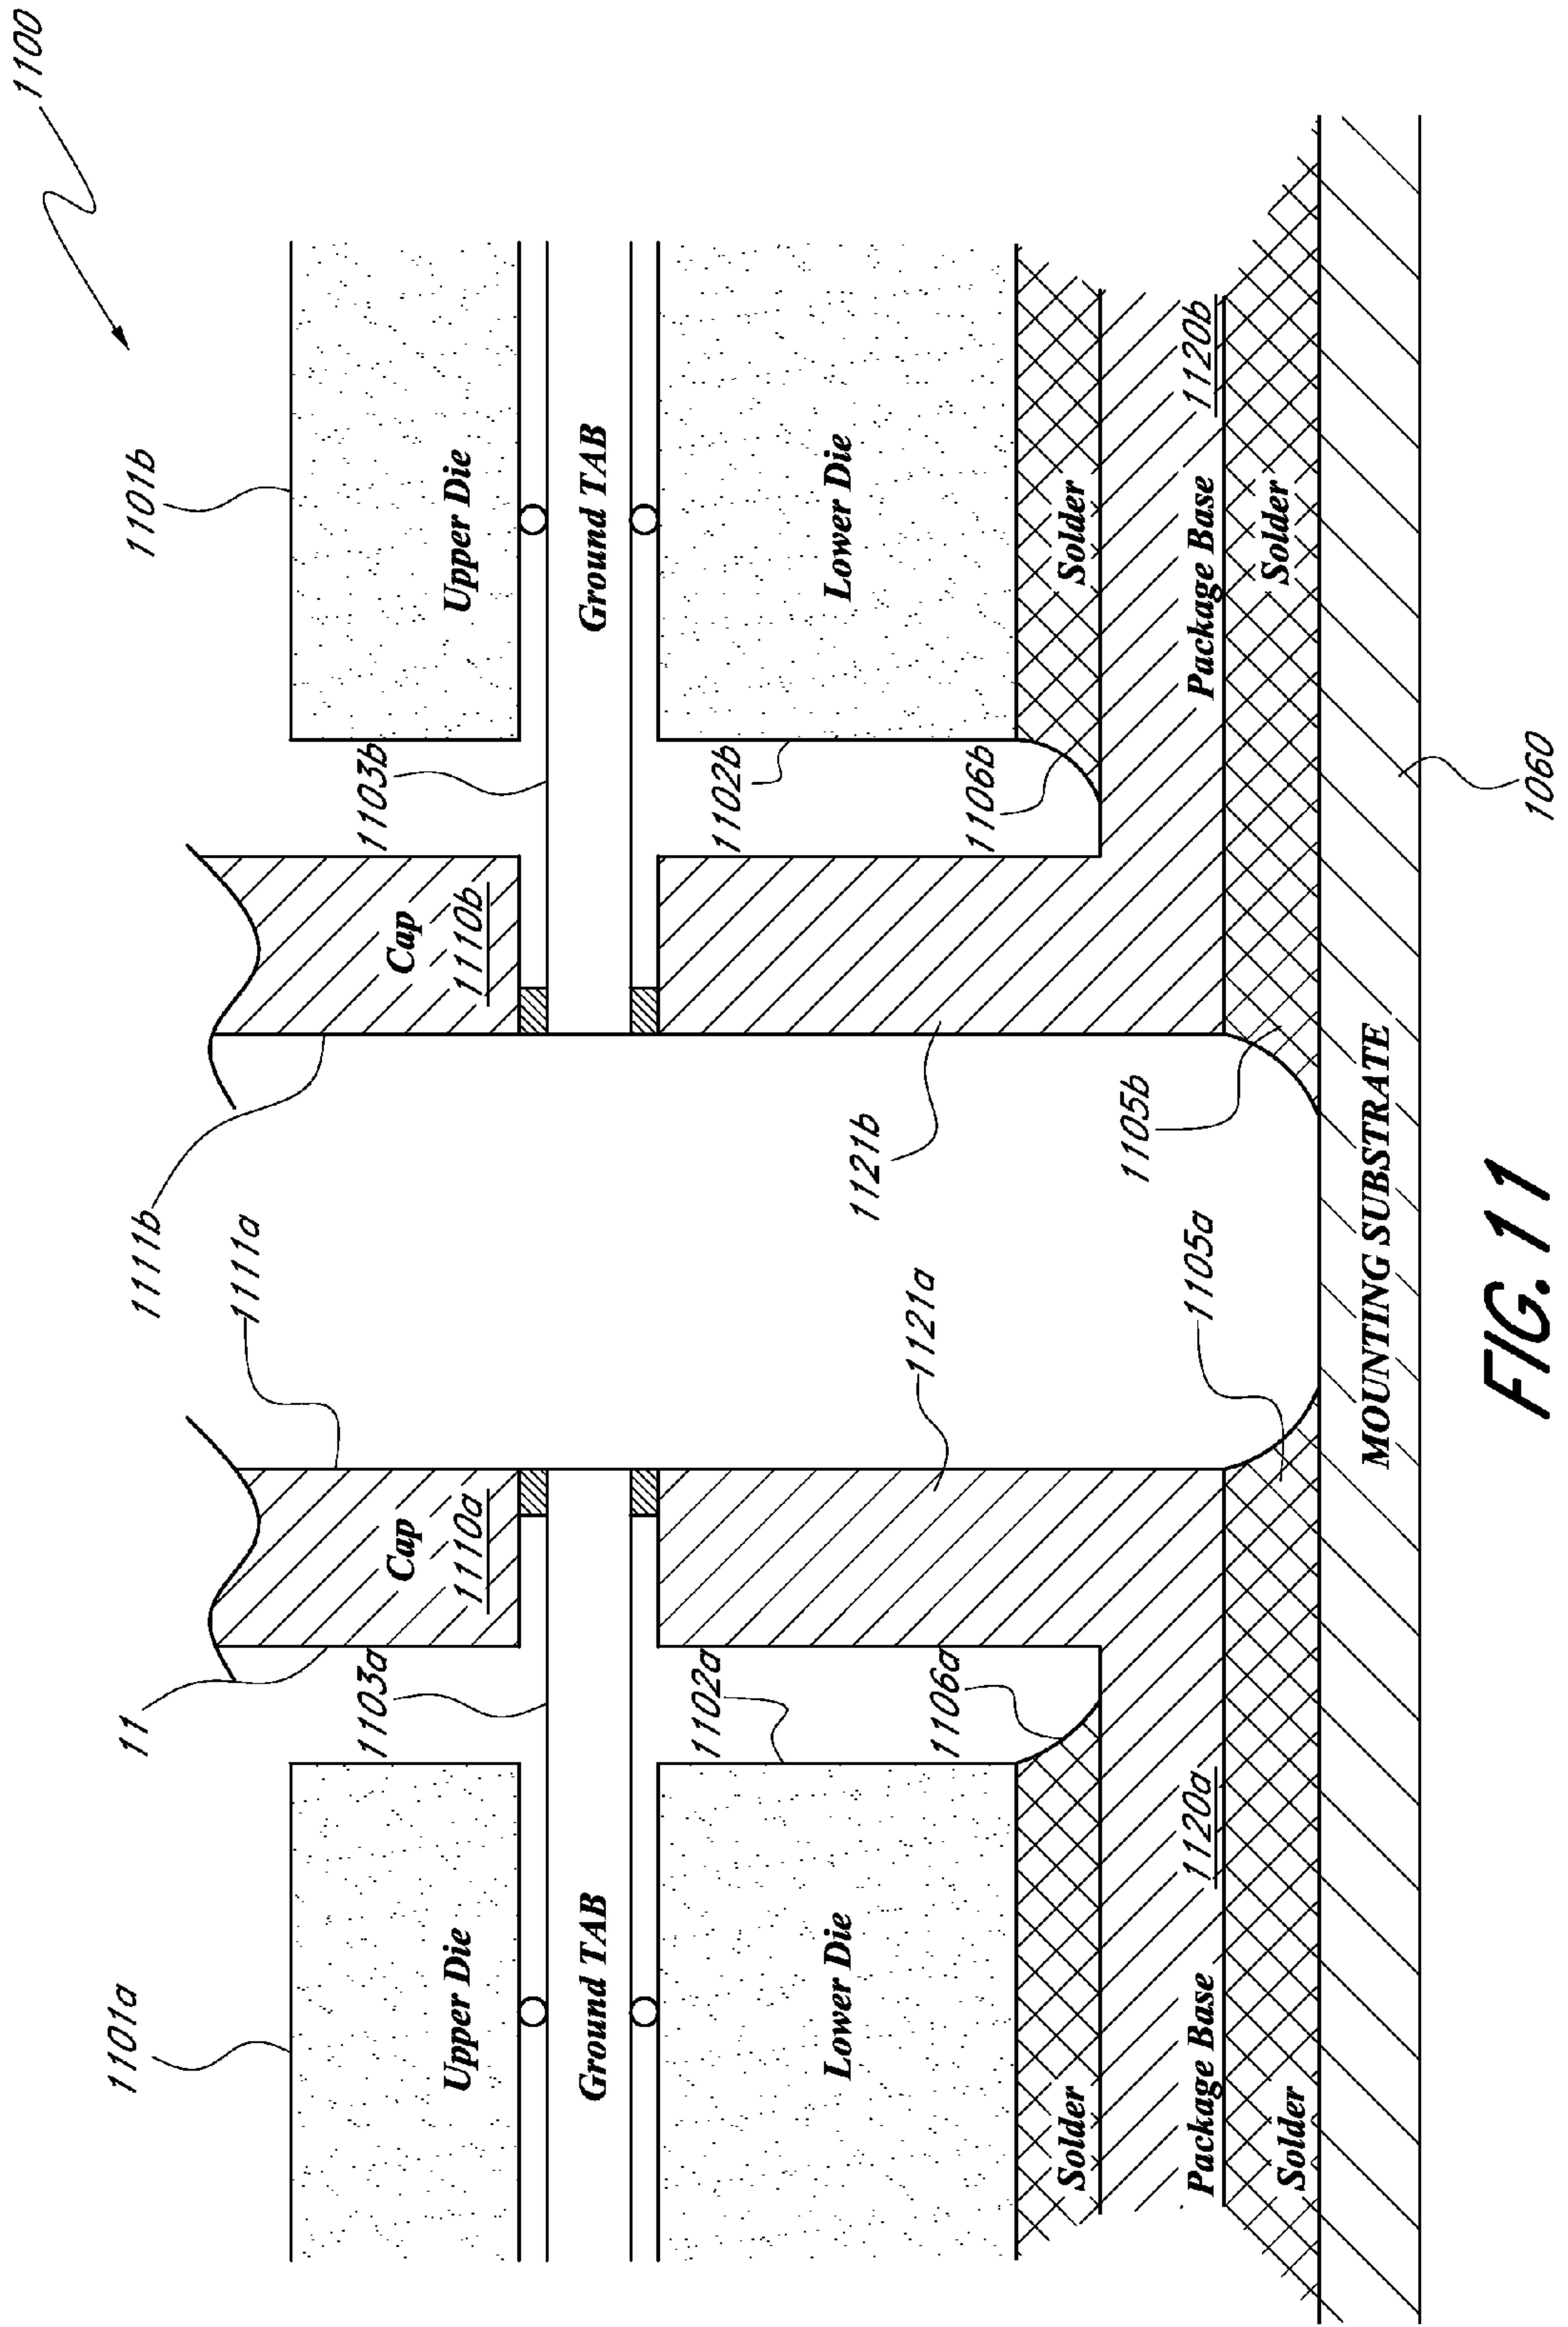 1100
1101a
11
1111b
1111a
1101b
Upper Die
1103a
Cap
1110a
Cap
1110b
1103b
Upper Die
Ground TAB
Ground TAB
Lower Die
1102a
1121a
1121b
1102b
Lower Die
Solder
1106a
1106b
Solder
Package Base
1120a
1105a
1105b
Package Base
1120b
Solder
Solder
MOUNTING SUBSTRATE
1060
FIG. 11